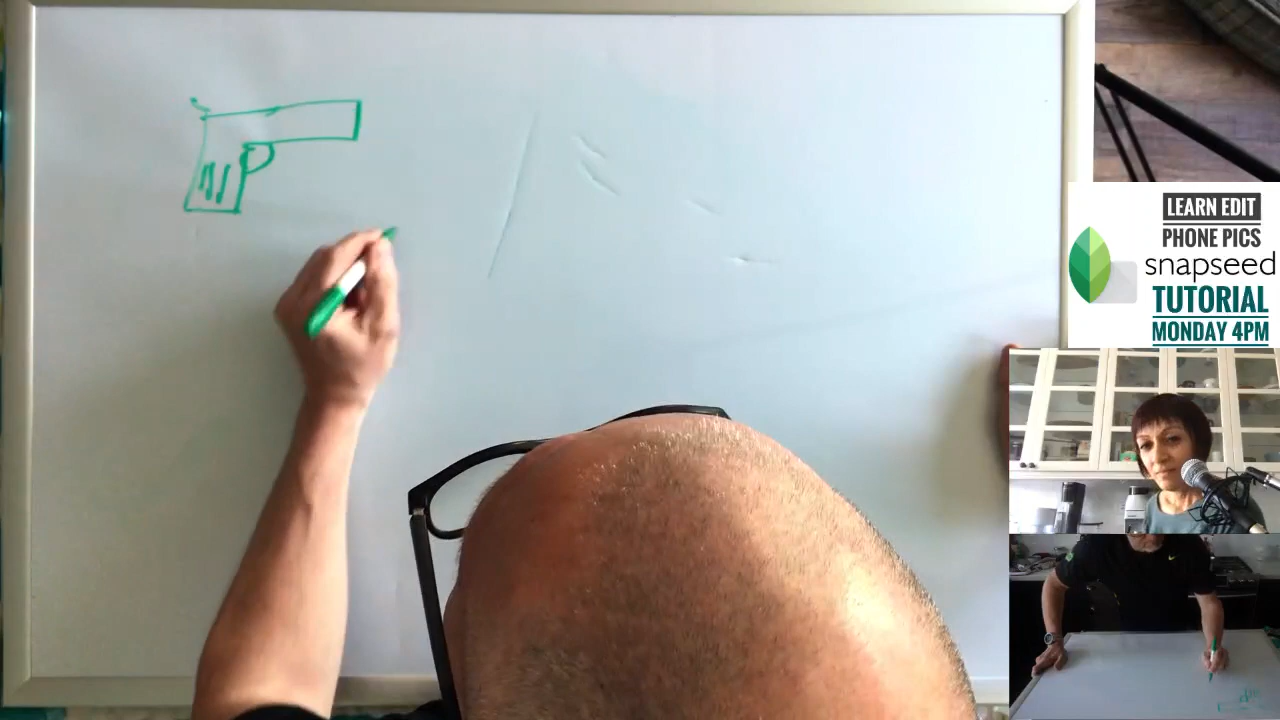 LEARN EDIT
PHONE PICS
snapseed
TUTORIAL
MONDAY 4PM